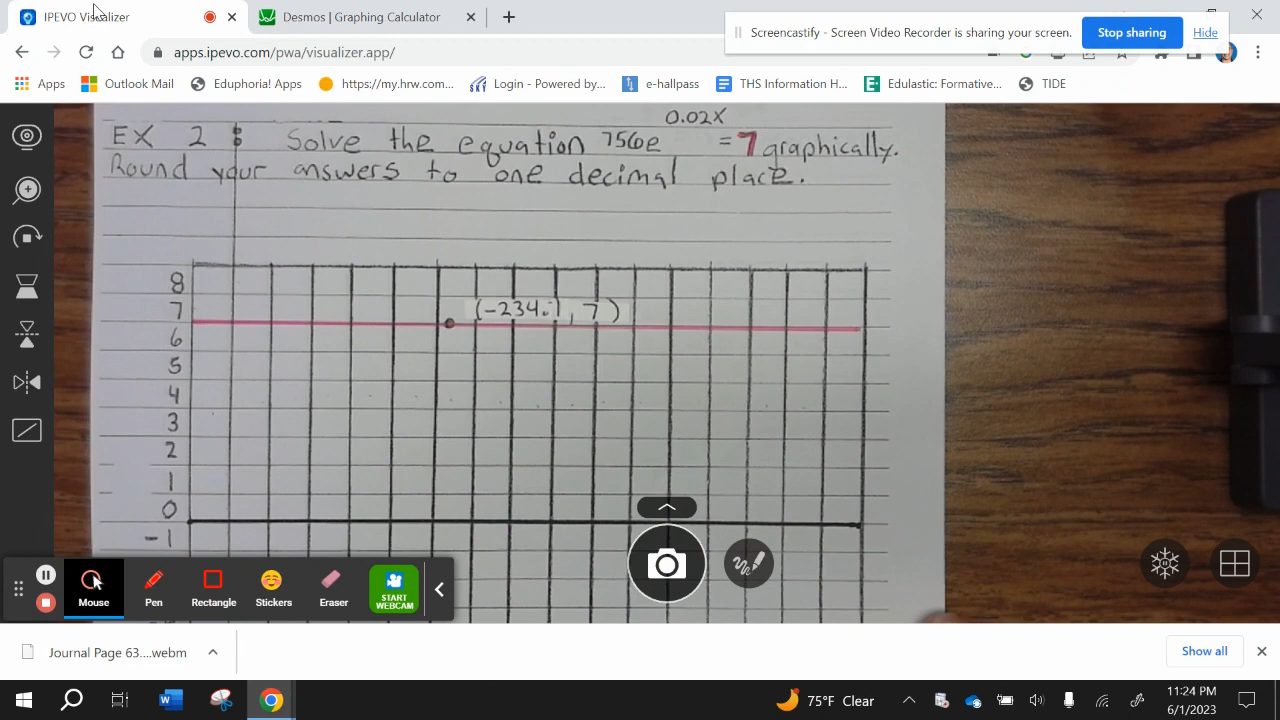 IPEVO Visualizer
Desmos | Graphing Calculator
Screencastify - Screen Video Recorder is sharing your screen.
Stop sharing
Hide
apps.ipevo.com/pwa/visualizer.app/
Apps
Outlook Mail
Eduphoria! A
https://my.hrw.com...
Login - Powered by...
e-hallpass
THS Information H...
Edulastic: Formative...
TIDE
0.02X
EX 2: Solve the equation 756e =7 graphically.
Round your answers to one decimal place.
8
(-234.1, 7)
7
6
5
4
3
2
1
0
-1
Mouse
Pen
Rectangle
Stickers
Eraser
START WEBCAM
Journal Page 63....webm
Show all
75°F Clear
11:24 PM
6/1/2023